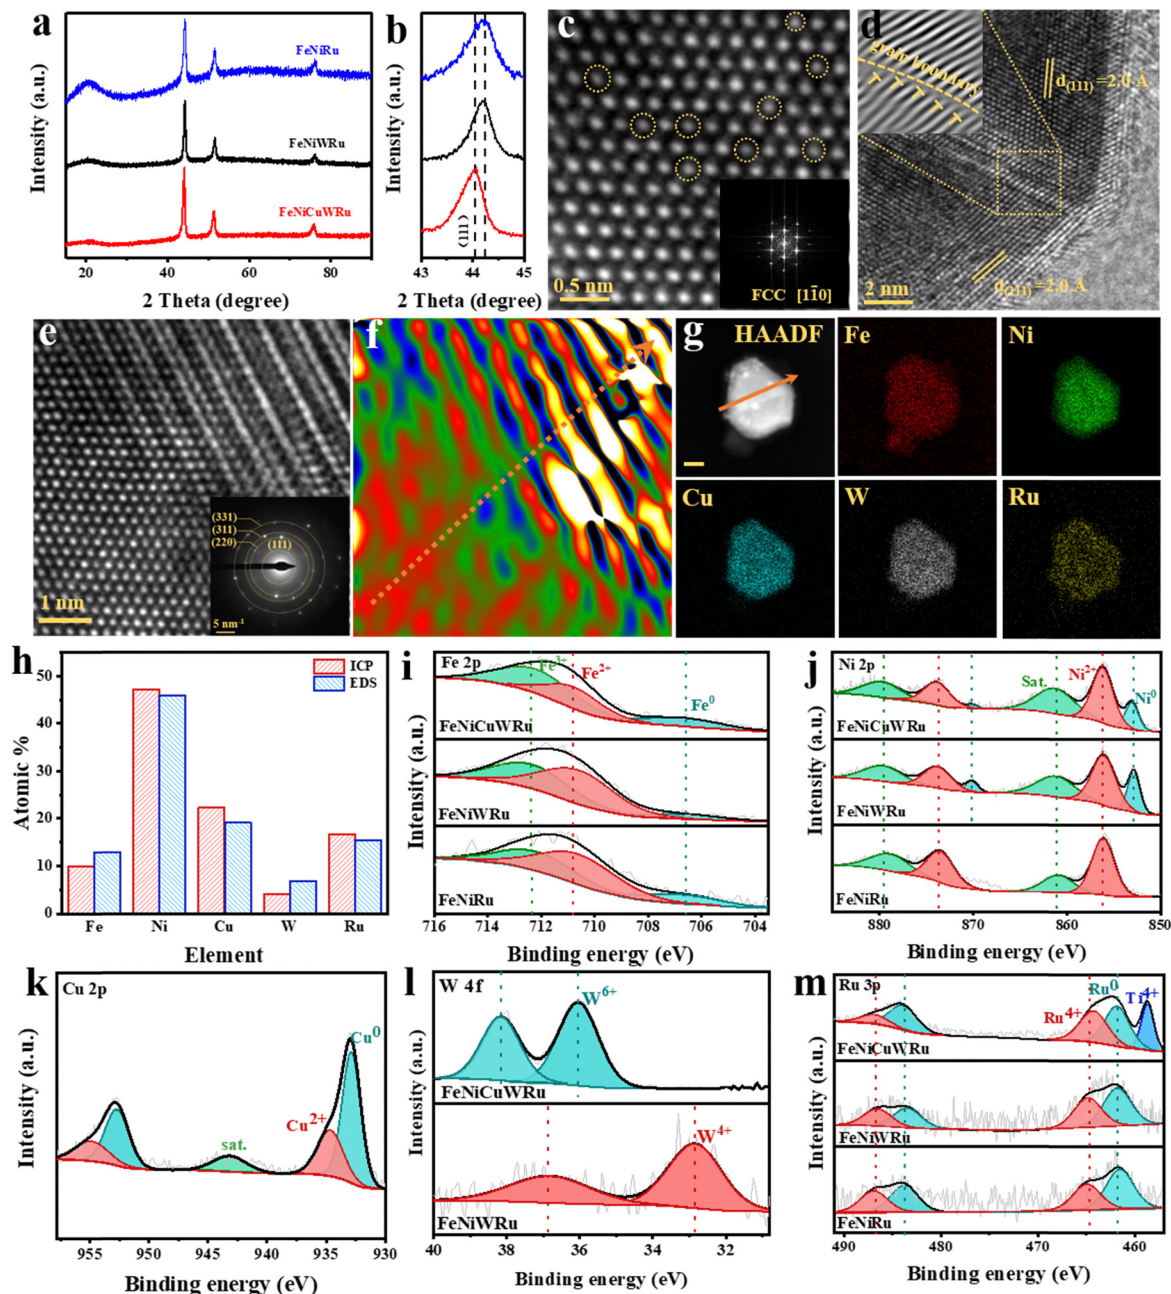 a
Intensity (a.u.)
FeNiRu
FeNiWRu
FeNiCuWRu
20 40 60 80
2 Theta (degree)
b
Intensity (a.u.)
(111)
43 44 45
2 Theta (degree)
c
0.5 nm
FCC [11̅0]
d
grain boundary
d(111)=2.0 Å
d(111)=2.0 Å
2 nm
e
(331)
(311)
(220)
(111)
1 nm
5 nm-1
f
g
HAADF
Fe
Ni
Cu
W
Ru
h
Atomic %
50
40
30
20
10
0
ICP
EDS
Fe Ni Cu W Ru
Element
i
Intensity (a.u.)
Fe 2p
Fe3+
Fe2+
Fe0
FeNiCuWRu
FeNiWRu
FeNiRu
716 714 712 710 708 706 704
Binding energy (eV)
j
Intensity (a.u.)
Ni 2p
Sat.
Ni2+
Ni0
FeNiCuWRu
FeNiWRu
FeNiRu
880 870 860 850
Binding energy (eV)
k
Intensity (a.u.)
Cu 2p
Cu0
Cu2+
sat.
955 950 945 940 935 930
Binding energy (eV)
l
Intensity (a.u.)
W 4f
W6+
FeNiCuWRu
W4+
FeNiWRu
40 38 36 34 32
Binding energy (eV)
m
Intensity (a.u.)
Ru 3p
Ru4+
Ru0
Ti4+
FeNiCuWRu
FeNiWRu
FeNiRu
490 480 470 460
Binding energy (eV)